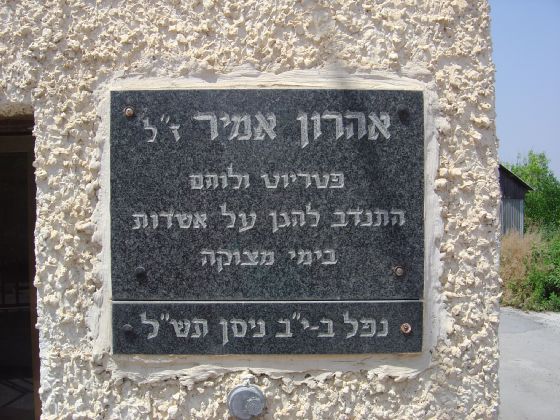 אהרון אמיר ז"ל
פטריוט ולוחם
התנדב להגן על אשדות
בימי מצוקה
נפל ב-י"ב ניסן תש"ל